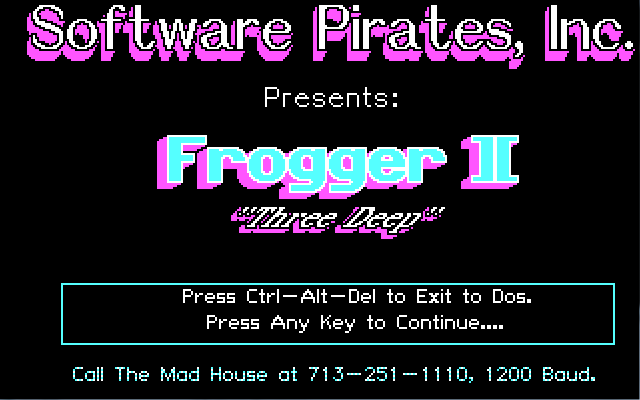 Software Pirates, Inc.
Presents:
Frogger II
"Three Deep"
Press Ctrl-Alt-Del to Exit to Dos.
Press Any Key to Continue....
Call The Mad House at 713-251-1110, 1200 Baud.